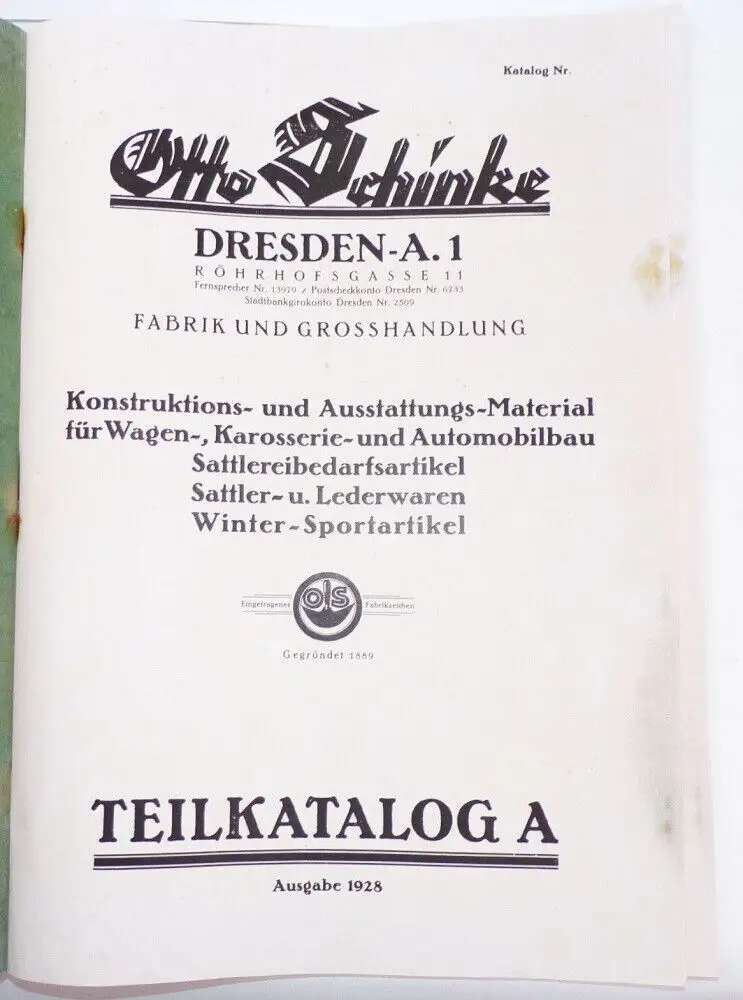 Katalog Nr.
Otto Schinke
DRESDEN-A. 1
RÖHRHOFSGASSE 11
Fernsprecher Nr. 13979 / Postscheckkonto Dresden Nr. 6233
Stadtbankgirokonto Dresden Nr. 2509
FABRIK UND GROSSHANDLUNG
Konstruktions- und Ausstattungs-Material
für Wagen-, Karosserie- und Automobilbau
Sattlereibedarfsartikel
Sattler- u. Lederwaren
Winter-Sportartikel
Eingetragenes OLS Fabrikzeichen
Gegründet 1889
TEILKATALOG A
Ausgabe 1928